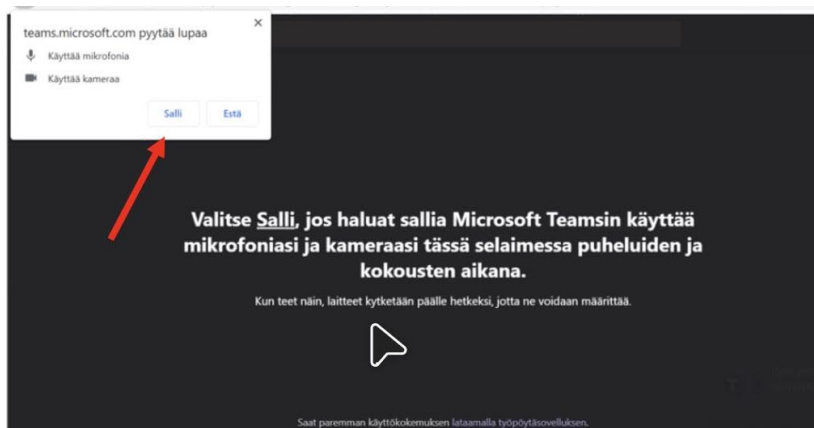 teams.microsoft.com pyytää lupaa
Käyttää mikrofonia
Käyttää kameraa
Salli Estä
Valitse Salli, jos haluat sallia Microsoft Teamsin käyttää
mikrofoniasi ja kameraasi tässä selaimessa puheluiden ja
kokousten aikana.
Kun teet näin, laitteet kytketään päälle hetkeksi, jotta ne voidaan määrittää.
Saat paremman käyttökokemuksen lataamalla työpöytäsovelluksen.